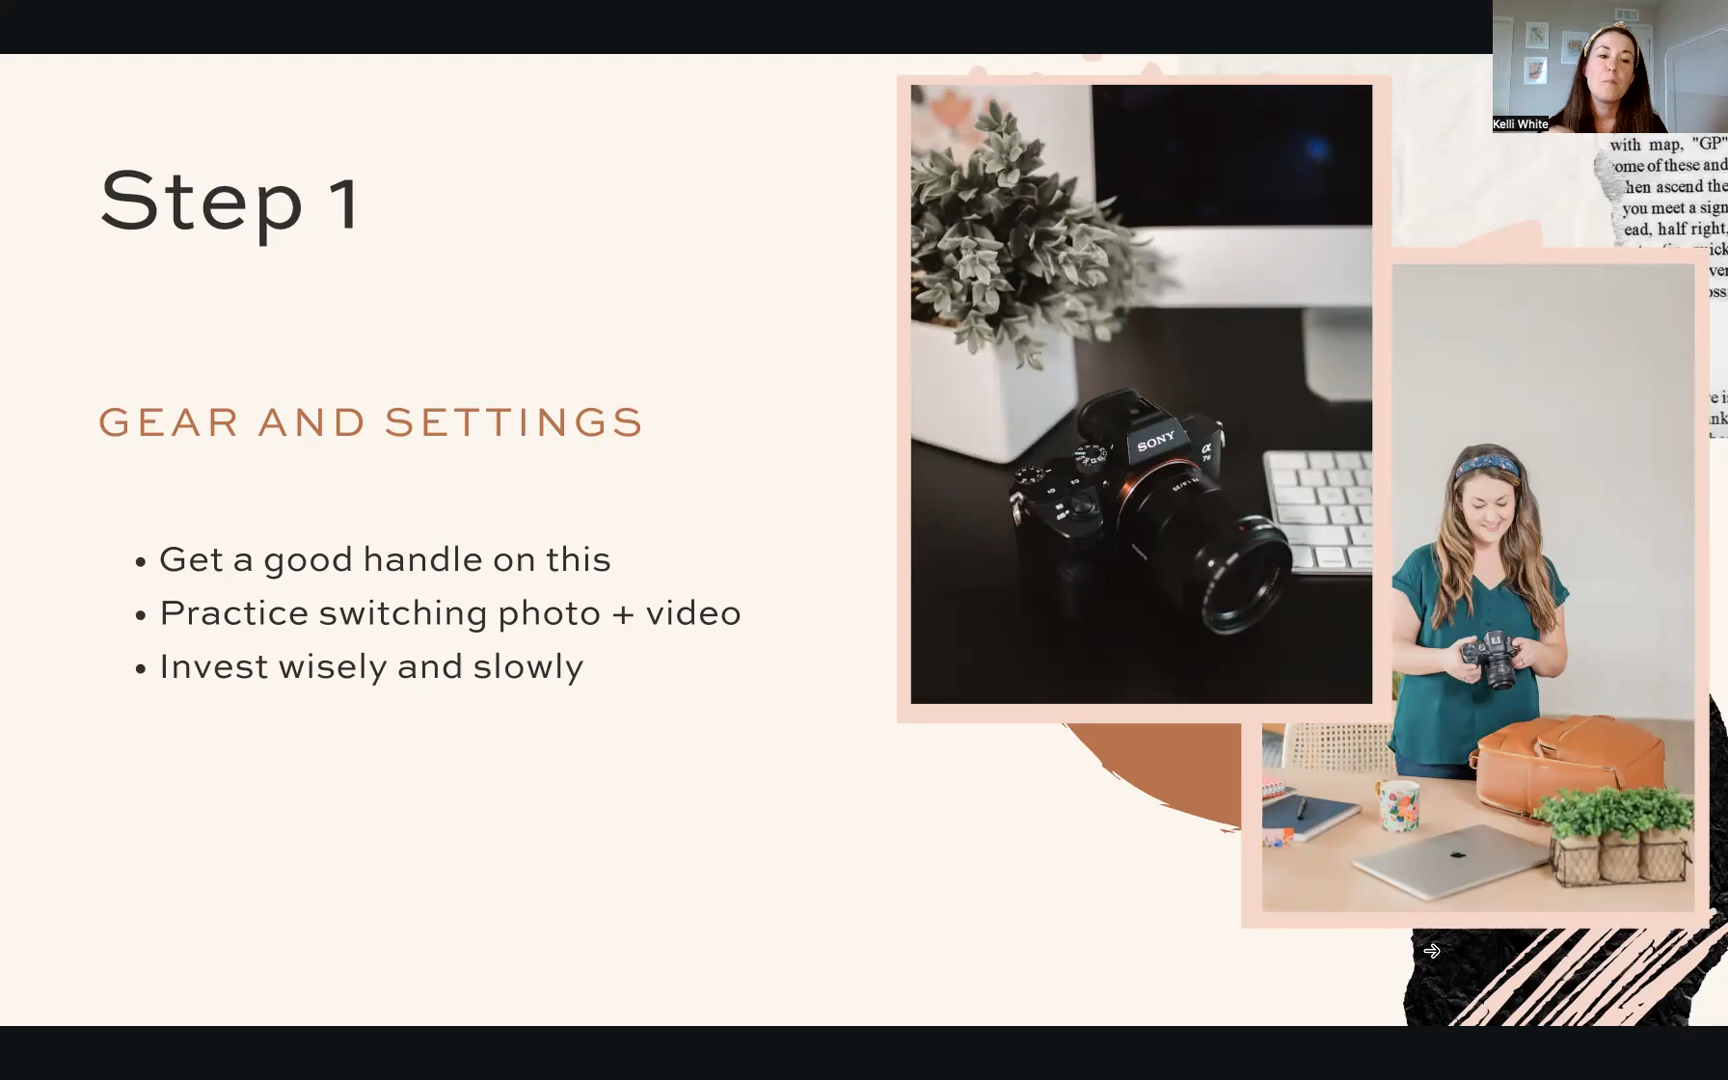 Kelli White
Step 1
GEAR AND SETTINGS
• Get a good handle on this
• Practice switching photo + video
• Invest wisely and slowly
SONY
α
with map, "GP"
ome of these and
hen ascend the
you meet a sign
ead, half right,